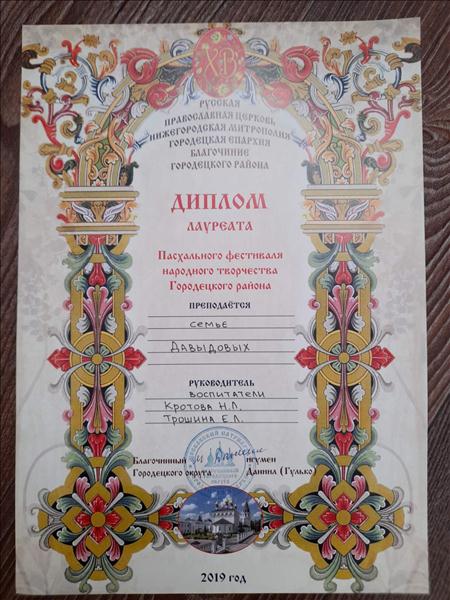 ХВ
РУССКАЯ
ПРАВОСЛАВНАЯ ЦЕРКОВЬ
НИЖЕГОРОДСКАЯ МИТРОПОЛИЯ
ГОРОДЕЦКАЯ ЕПАРХИЯ
БЛАГОЧИНИЕ
ГОРОДЕЦКОГО РАЙОНА
ДИПЛОМ
ЛАУРЕАТА
Пасхального фестиваля
народного творчества
Городецкого района
ПРЕПОДАЁТСЯ
семье
Давыдовых
РУКОВОДИТЕЛЬ
воспитатели
Кротова Н.Л.
Трошина Е.Л.
Благочинный игумен
Городецкого округа Даниил (Гулько)
2019 год